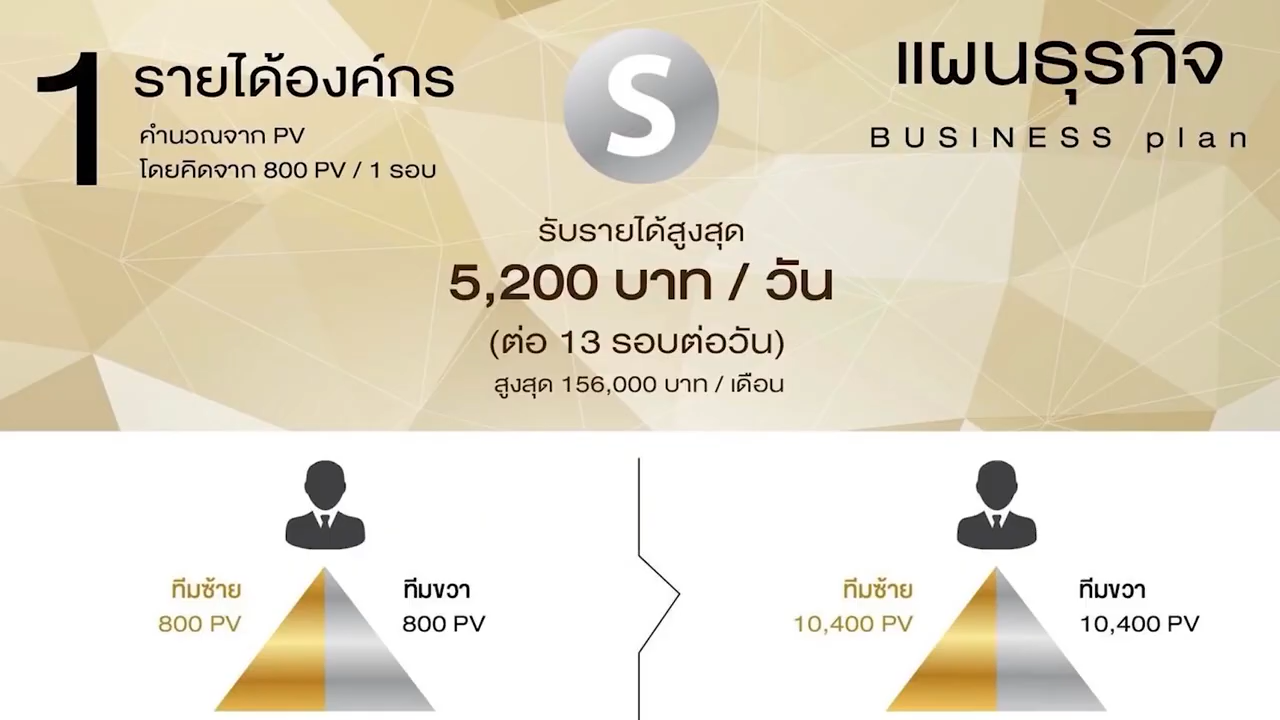 1
รายได้องค์กร
คำนวณจาก PV
โดยคิดจาก 800 PV / 1 รอบ
S
แผนธุรกิจ
BUSINESS plan
รับรายได้สูงสุด
5,200 บาท / วัน
(ต่อ 13 รอบต่อวัน)
สูงสุด 156,000 บาท / เดือน
ทีมซ้าย
800 PV
ทีมขวา
800 PV
ทีมซ้าย
10,400 PV
ทีมขวา
10,400 PV